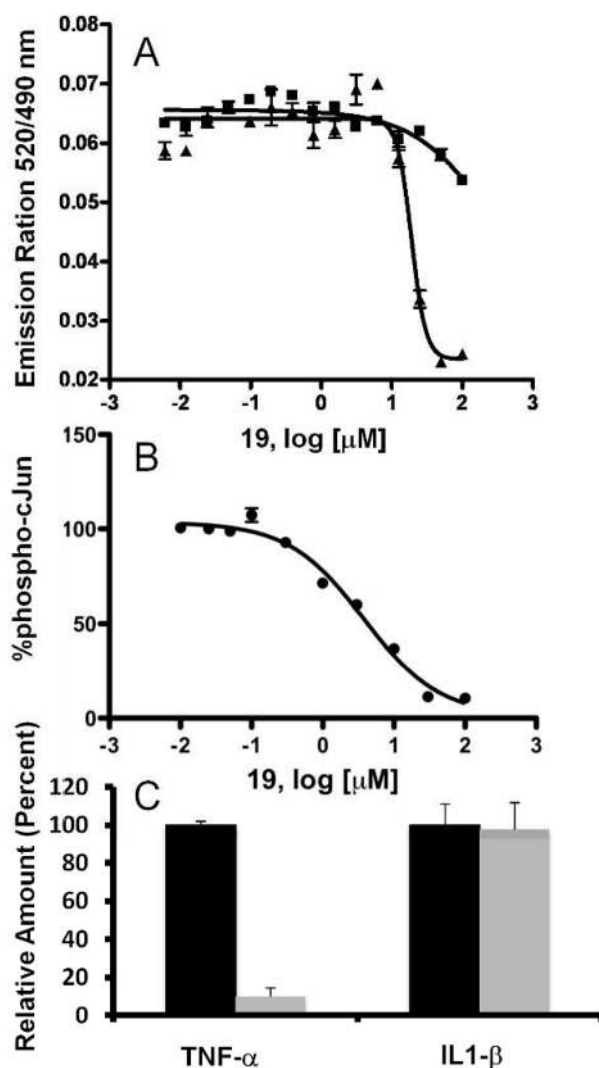 A
Emission Ration 520/490 nm
0.08
0.07
0.06
0.05
0.04
0.03
0.02
-3 -2 -1 0 1 2 3
19, log [μM]
B
%phospho-cJun
150
100
50
0
-3 -2 -1 0 1 2 3
19, log [μM]
C
Relative Amount (Percent)
120
100
80
60
40
20
0
TNF-α IL1-β